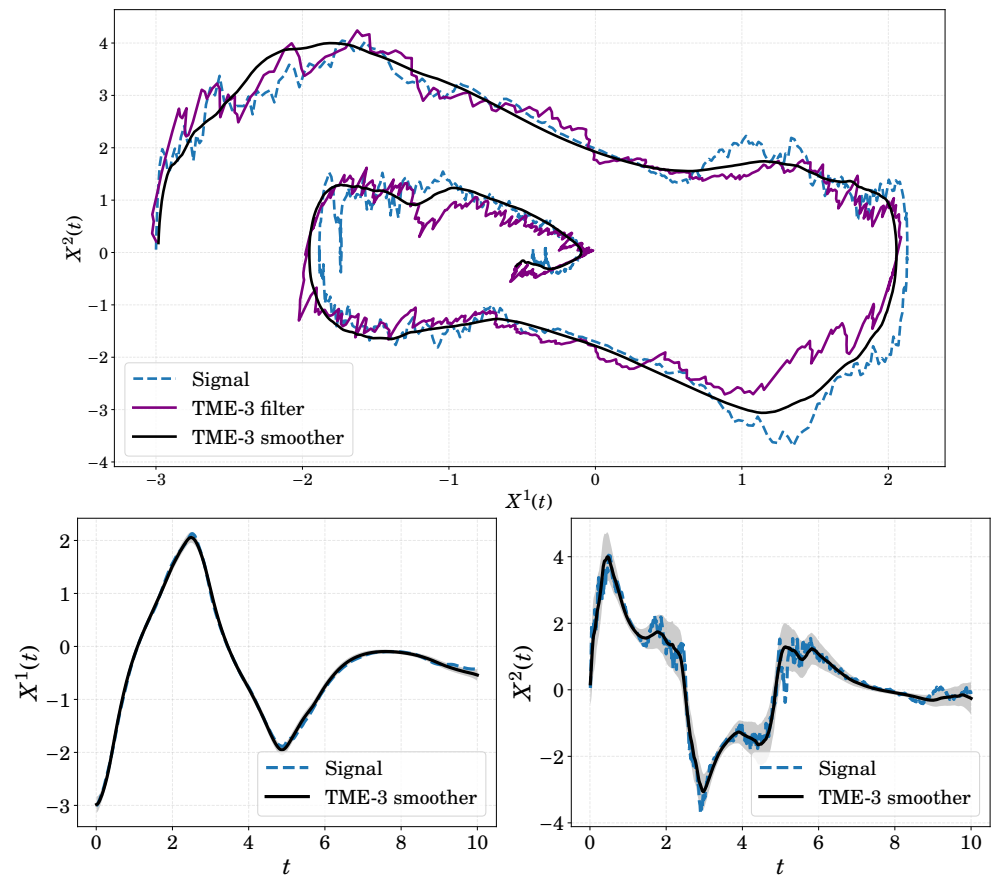 4
3
2
1
0
−1
−2
−3
−4
X²(t)
Signal
TME-3 filter
TME-3 smoother
−3 −2 −1 0 1 2
X¹(t)
2
1
0
−1
−2
−3
X¹(t)
Signal
TME-3 smoother
0 2 4 6 8 10
t
4
2
0
−2
−4
X²(t)
Signal
TME-3 smoother
0 2 4 6 8 10
t